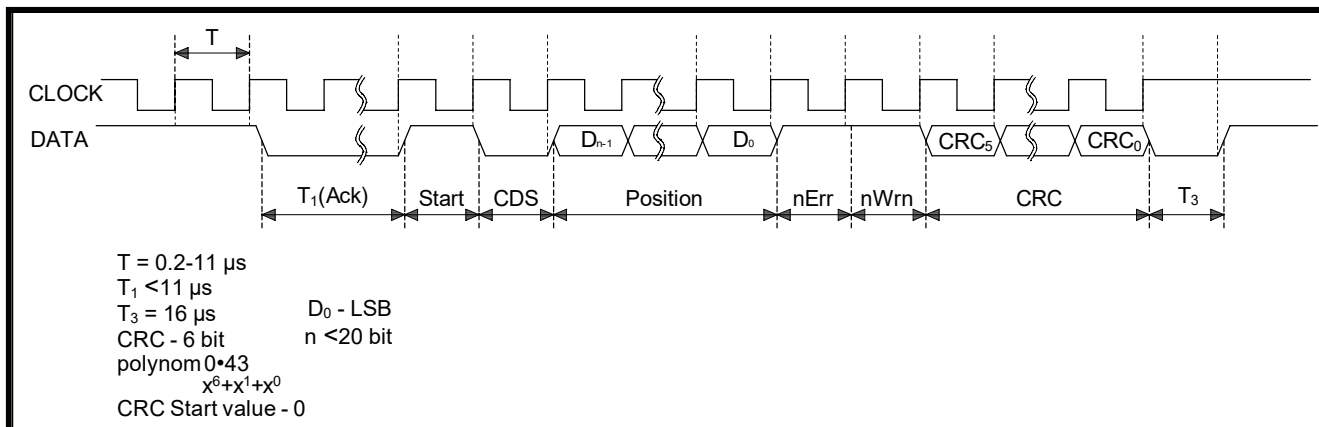 T
CLOCK
DATA
Dₙ₋₁ D₀ CRC₅ CRC₀
T₁(Ack) Start CDS Position nErr nWrn CRC T₃
T = 0.2-11 µs
T₁ <11 µs
T₃ = 16 µs D₀ - LSB
CRC - 6 bit n <20 bit
polynom 0•43
x⁶+x¹+x⁰
CRC Start value - 0